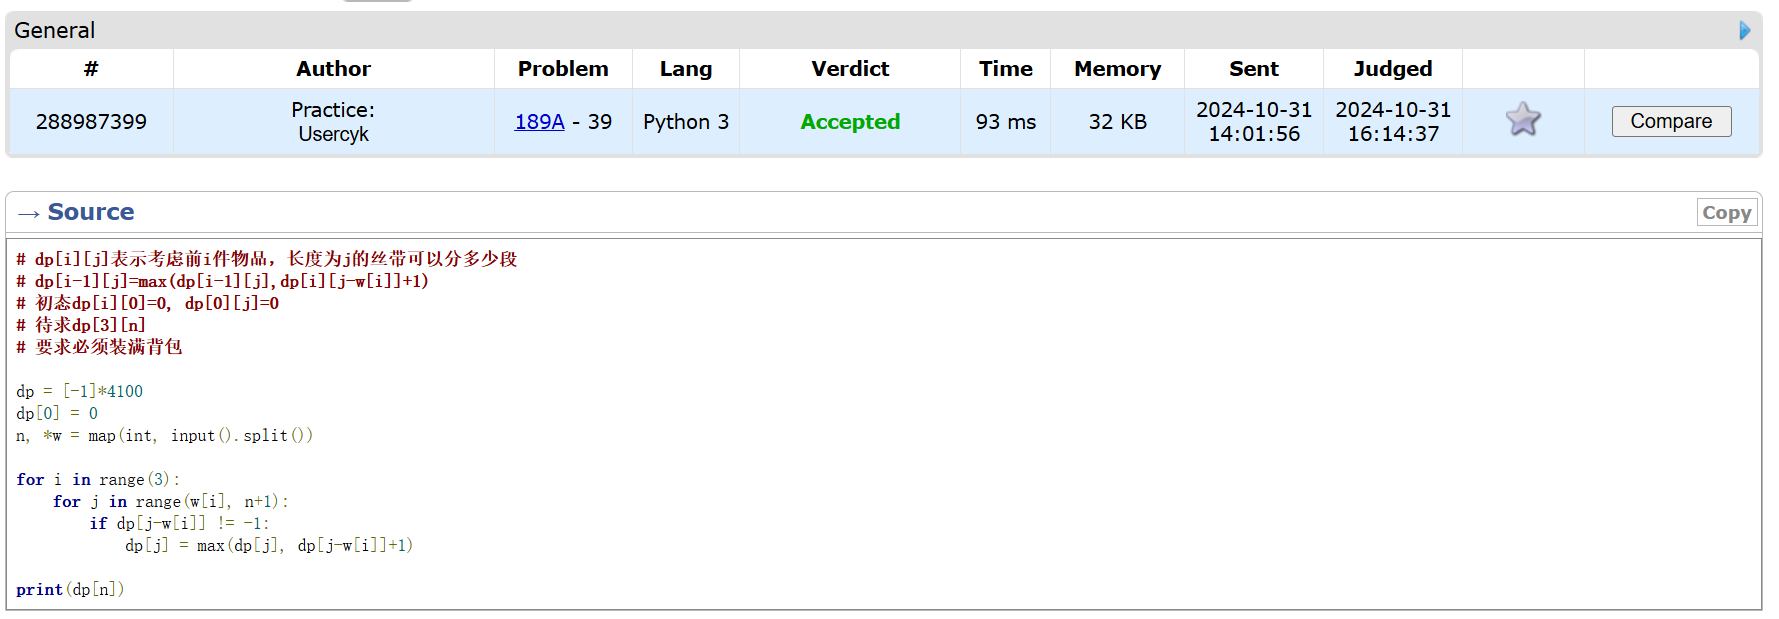 General
# Author Problem Lang Verdict Time Memory Sent Judged
288987399 Practice: Usercyk 189A - 39 Python 3 Accepted 93 ms 32 KB 2024-10-31 14:01:56 2024-10-31 16:14:37 Compare
→ Source Copy
# dp[i][j]表示考虑前i件物品，长度为j的丝带可以分多少段
# dp[i-1][j]=max(dp[i-1][j],dp[i][j-w[i]]+1)
# 初态dp[i][0]=0, dp[0][j]=0
# 待求dp[3][n]
# 要求必须装满背包
dp = [-1]*4100
dp[0] = 0
n, *w = map(int, input().split())
for i in range(3):
    for j in range(w[i], n+1):
        if dp[j-w[i]] != -1:
            dp[j] = max(dp[j], dp[j-w[i]]+1)
print(dp[n])